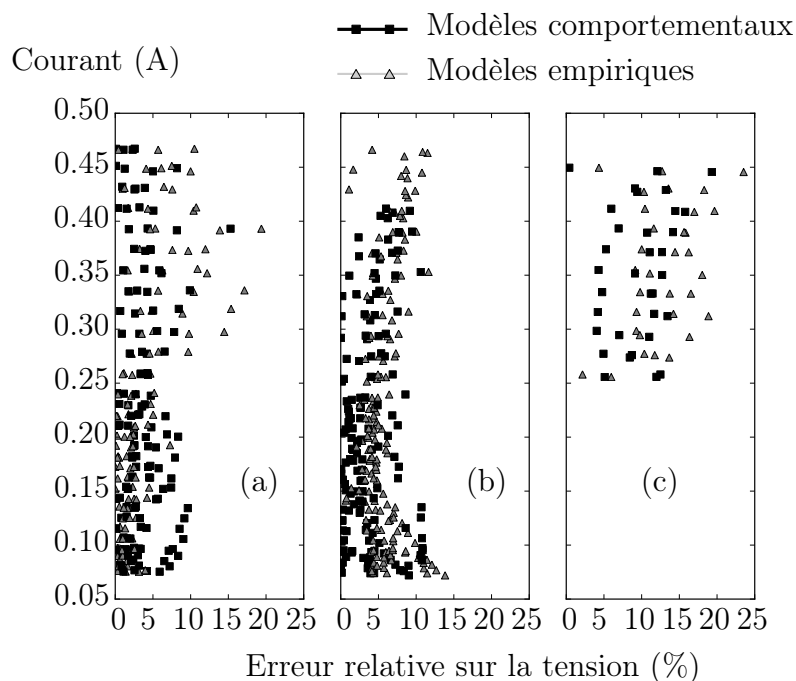 Modèles comportementaux
Courant (A)
Modèles empiriques
0.50
0.45
0.40
0.35
0.30
0.25
0.20
0.15
0.10
0.05
(a)
(b)
(c)
0 5 10 15 20 25
0 5 10 15 20 25
0 5 10 15 20 25
Erreur relative sur la tension (%)